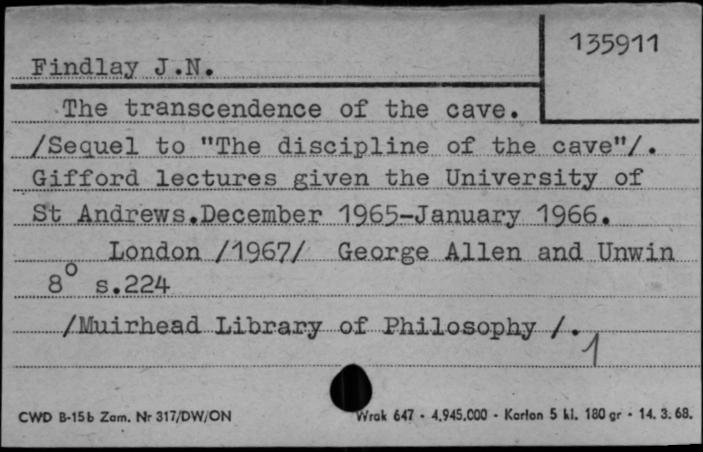 135911
Findlay J.N.
The transcendence of the cave.
/Sequel to "The discipline of the cave"/.
Gifford lectures given the University of
St Andrews.December 1965-January 1966.
London /1967/ George Allen and Unwin
8° s.224
/Muirhead Library of Philosophy /.
1
CWD B-15b Zam. Nr 317/DW/ON Wrak 647 - 4.945.000 - Karton 5 kl. 180 gr - 14. 3. 68.